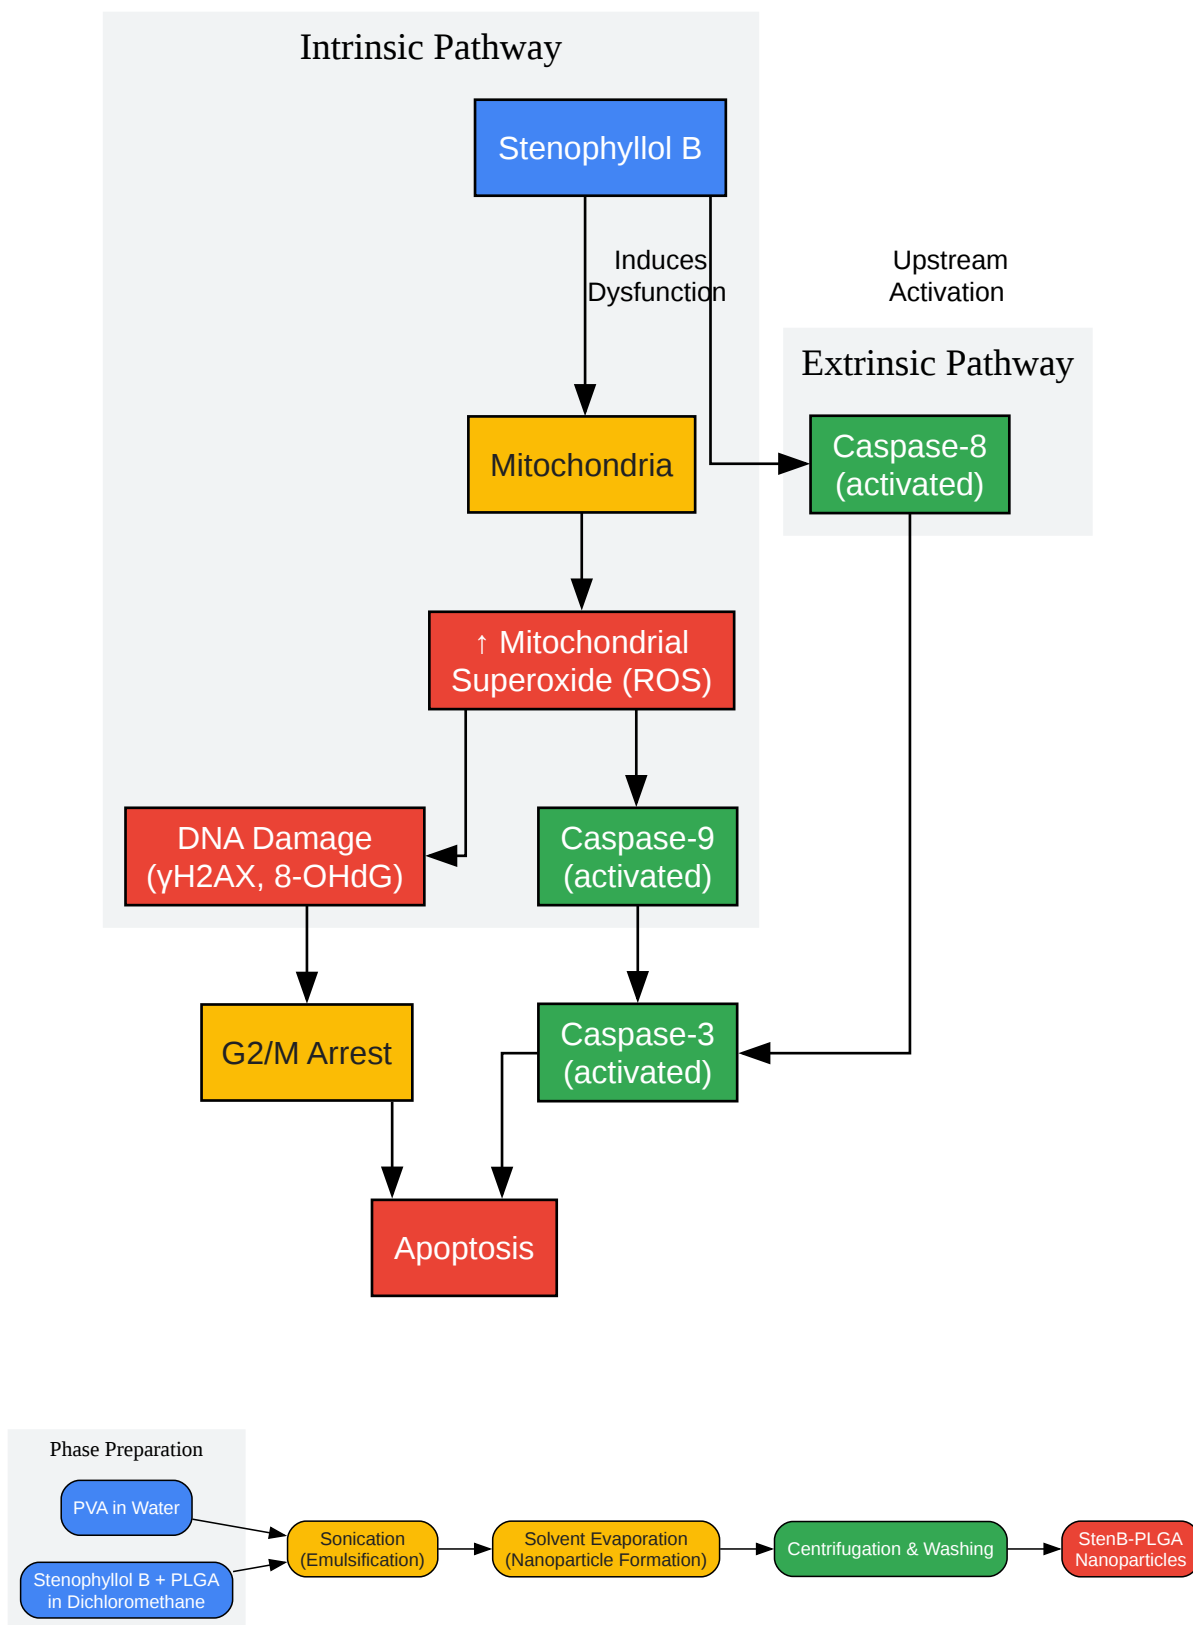 Intrinsic Pathway
Stenophyllol B
Induces
Dysfunction
Upstream
Activation
Extrinsic Pathway
Mitochondria
Caspase-8
(activated)
↑ Mitochondrial
Superoxide (ROS)
DNA Damage
(γH2AX, 8-OHdG)
Caspase-9
(activated)
G2/M Arrest
Caspase-3
(activated)
Apoptosis
Phase Preparation
PVA in Water
Stenophyllol B + PLGA
in Dichloromethane
Sonication
(Emulsification)
Solvent Evaporation
(Nanoparticle Formation)
Centrifugation & Washing
StenB-PLGA
Nanoparticles